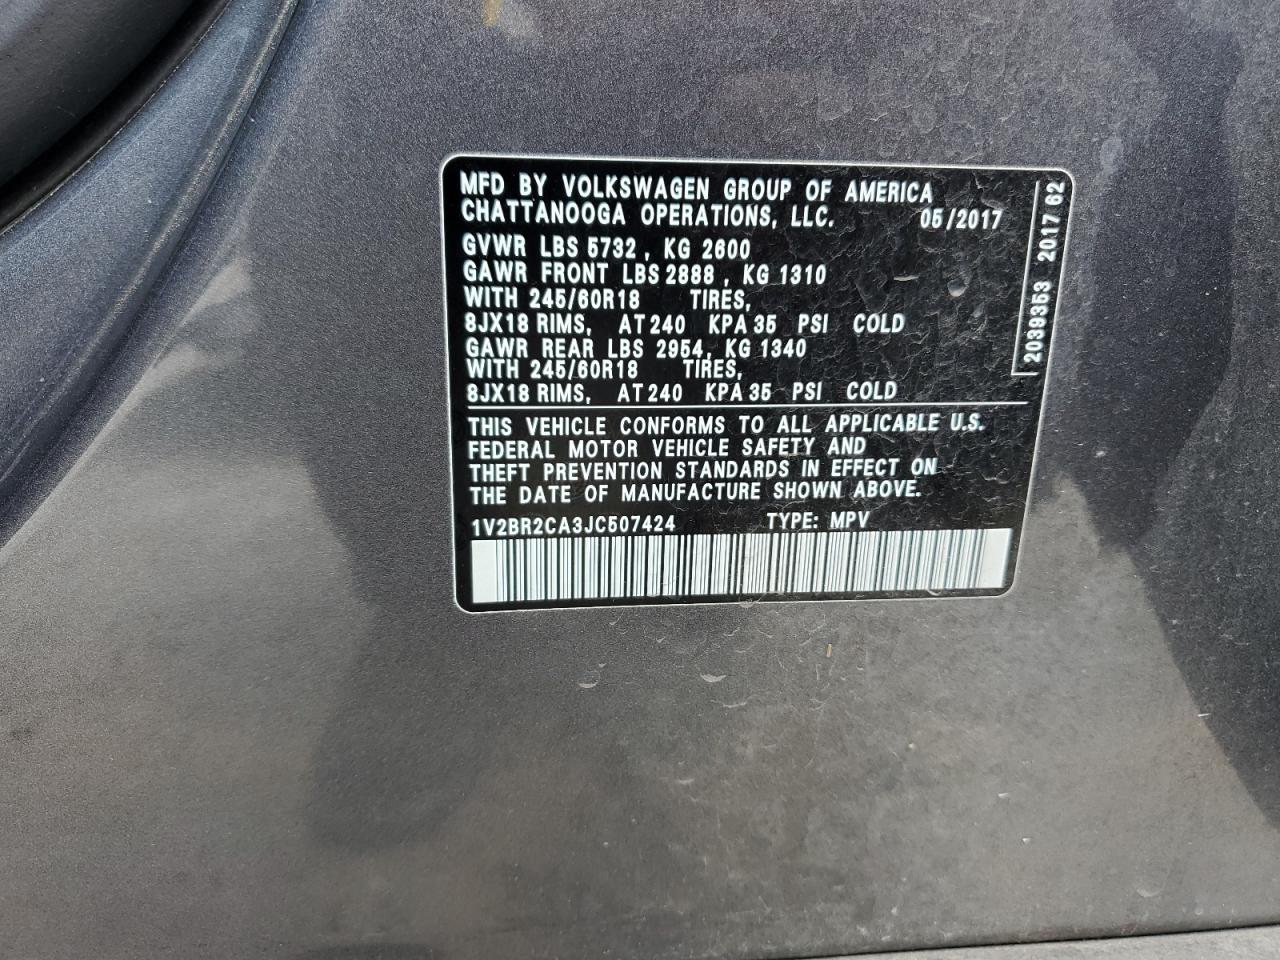 MFD BY VOLKSWAGEN GROUP OF AMERICA
CHATTANOOGA OPERATIONS, LLC. 05/2017
GVWR LBS 5732, KG 2600
GAWR FRONT LBS 2888, KG 1310
WITH 245/60R18 TIRES,
8JX18 RIMS, AT 240 KPA 35 PSI COLD
GAWR REAR LBS 2954, KG 1340
WITH 245/60R18 TIRES,
8JX18 RIMS, AT 240 KPA 35 PSI COLD
THIS VEHICLE CONFORMS TO ALL APPLICABLE U.S.
FEDERAL MOTOR VEHICLE SAFETY AND
THEFT PREVENTION STANDARDS IN EFFECT ON
THE DATE OF MANUFACTURE SHOWN ABOVE.
1V2BR2CA3JC507424 TYPE: MPV
2039353 2017 62